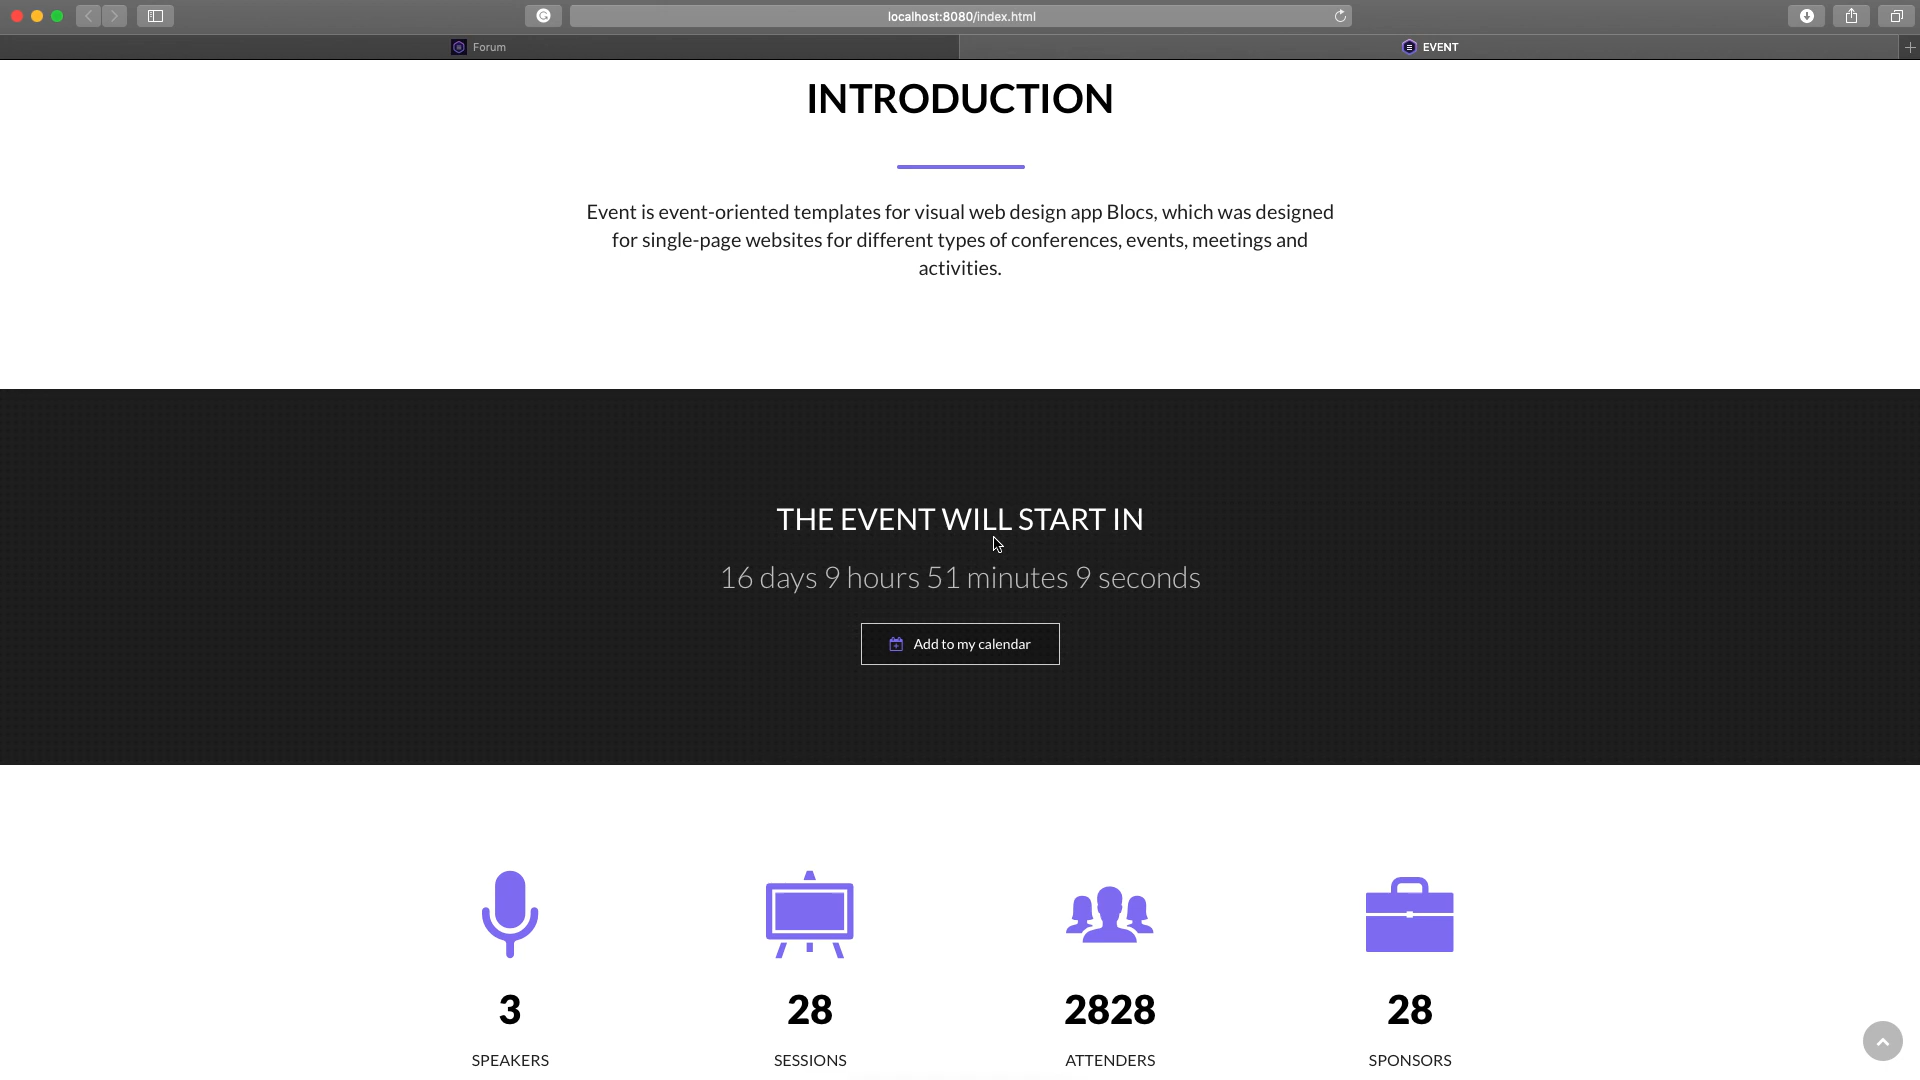 localhost:8080/index.html
Forum
EVENT
INTRODUCTION
Event is event-oriented templates for visual web design app Blocs, which was designed
for single-page websites for different types of conferences, events, meetings and
activities.
THE EVENT WILL START IN
16 days 9 hours 51 minutes 9 seconds
Add to my calendar
3 28 2828 28
SPEAKERS SESSIONS ATTENDERS SPONSORS